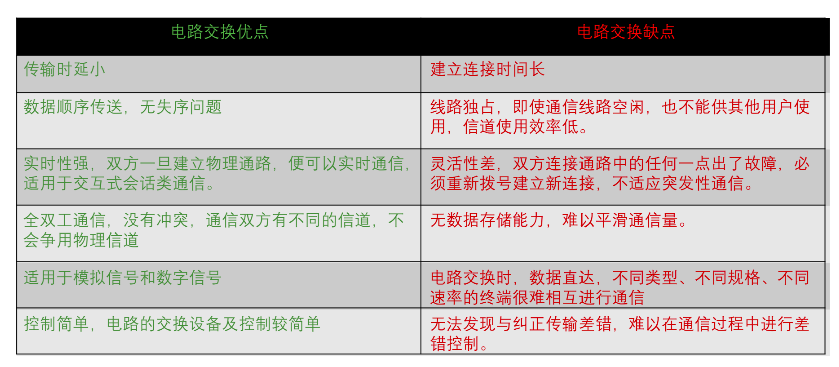 电路交换优点
电路交换缺点
传输时延小
建立连接时间长
数据顺序传送，无失序问题
线路独占，即使通信线路空闲，也不能供其他用户使
用，信道使用效率低。
实时性强，双方一旦建立物理通路，便可以实时通信，
适用于交互式会话类通信。
灵活性差，双方连接通路中的任何一点出了故障，必
须重新拨号建立新连接，不适应突发性通信。
全双工通信，没有冲突，通信双方有不同的信道，不
会争用物理信道
无数据存储能力，难以平滑通信量。
适用于模拟信号和数字信号
电路交换时，数据直达，不同类型、不同规格、不同
速率的终端很难相互进行通信
控制简单，电路的交换设备及控制较简单
无法发现与纠正传输差错，难以在通信过程中进行差
错控制。